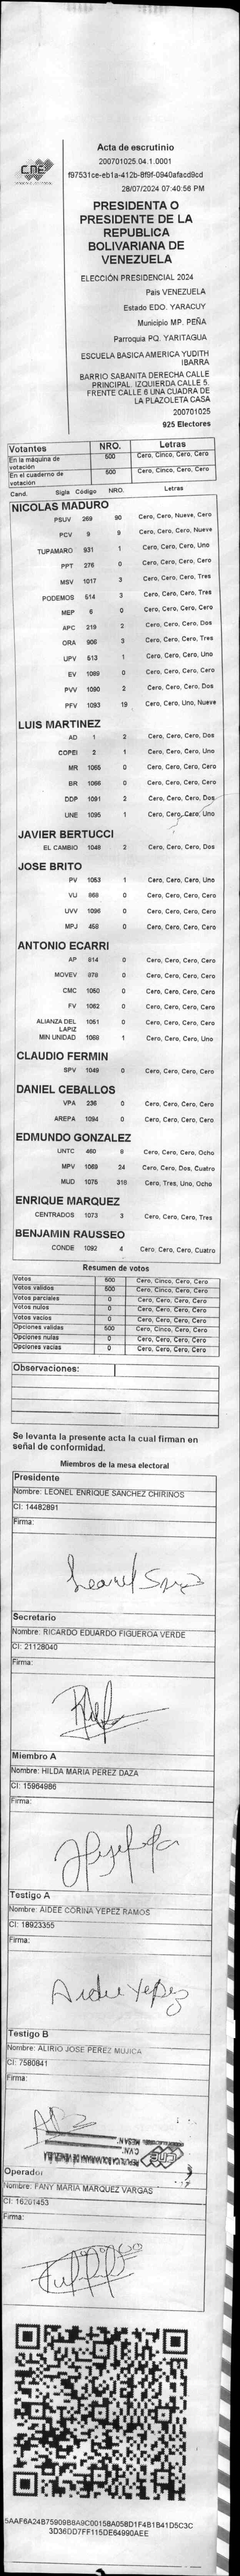 CNE
Acta de escrutinio
200701025.04.1.0001
f97531ce-eb1a-412b-8f9f-0940afacd9cd
28/07/2024 07:40:56 PM
PRESIDENTA O
PRESIDENTE DE LA
REPUBLICA
BOLIVARIANA DE
VENEZUELA
ELECCIÓN PRESIDENCIAL 2024
Pais VENEZUELA
Estado EDO. YARACUY
Municipio MP. PEÑA
Parroquia PQ. YARITAGUA
ESCUELA BASICA AMERICA YUDITH
IBARRA
BARRIO SABANITA DERECHA CALLE
PRINCIPAL. IZQUIERDA CALLE 5.
FRENTE CALLE 6 UNA CUADRA DE
LA PLAZOLETA CASA
200701025
925 Electores
Votantes NRO. Letras
En la máquina de votación 500 Cero, Cinco, Cero, Cero
En el cuaderno de votación 500 Cero, Cinco, Cero, Cero
Cand. Sigla Código NRO. Letras
NICOLAS MADURO
PSUV 269 90 Cero, Cero, Nueve, Cero
PCV 9 9 Cero, Cero, Cero, Nueve
TUPAMARO 931 1 Cero, Cero, Cero, Uno
PPT 276 0 Cero, Cero, Cero, Cero
MSV 1017 3 Cero, Cero, Cero, Tres
PODEMOS 514 3 Cero, Cero, Cero, Tres
MEP 6 0 Cero, Cero, Cero, Cero
APC 219 2 Cero, Cero, Cero, Dos
ORA 906 3 Cero, Cero, Cero, Tres
UPV 513 1 Cero, Cero, Cero, Uno
EV 1089 0 Cero, Cero, Cero, Cero
PVV 1090 2 Cero, Cero, Cero, Dos
PFV 1093 19 Cero, Cero, Uno, Nueve
LUIS MARTINEZ
AD 1 2 Cero, Cero, Cero, Dos
COPEI 2 1 Cero, Cero, Cero, Uno
MR 1065 0 Cero, Cero, Cero, Cero
BR 1066 0 Cero, Cero, Cero, Cero
DDP 1091 2 Cero, Cero, Cero, Dos
UNE 1095 1 Cero, Cero, Cero, Uno
JAVIER BERTUCCI
EL CAMBIO 1048 2 Cero, Cero, Cero, Dos
JOSE BRITO
PV 1053 1 Cero, Cero, Cero, Uno
VU 868 0 Cero, Cero, Cero, Cero
UVV 1096 0 Cero, Cero, Cero, Cero
MPJ 458 0 Cero, Cero, Cero, Cero
ANTONIO ECARRI
AP 814 0 Cero, Cero, Cero, Cero
MOVEV 978 0 Cero, Cero, Cero, Cero
CMC 1050 0 Cero, Cero, Cero, Cero
FV 1062 0 Cero, Cero, Cero, Cero
ALIANZA DEL LAPIZ 1051 0 Cero, Cero, Cero, Cero
MIN UNIDAD 1068 1 Cero, Cero, Cero, Uno
CLAUDIO FERMIN
SPV 1049 0 Cero, Cero, Cero, Cero
DANIEL CEBALLOS
VPA 236 0 Cero, Cero, Cero, Cero
AREPA 1094 0 Cero, Cero, Cero, Cero
EDMUNDO GONZALEZ
UNTC 460 8 Cero, Cero, Cero, Ocho
MPV 1069 24 Cero, Cero, Dos, Cuatro
MUD 1075 318 Cero, Tres, Uno, Ocho
ENRIQUE MARQUEZ
CENTRADOS 1073 3 Cero, Cero, Cero, Tres
BENJAMIN RAUSSEO
CONDE 1092 4 Cero, Cero, Cero, Cuatro
Resumen de votos
Votos 500 Cero, Cinco, Cero, Cero
Votos validos 500 Cero, Cinco, Cero, Cero
Votos parciales 0 Cero, Cero, Cero, Cero
Votos nulos 0 Cero, Cero, Cero, Cero
Votos vacíos 0 Cero, Cero, Cero, Cero
Opciones validas 500 Cero, Cinco, Cero, Cero
Opciones nulas 0 Cero, Cero, Cero, Cero
Opciones vacias 0 Cero, Cero, Cero, Cero
Observaciones:
Se levanta la presente acta la cual firman en
señal de conformidad.
Miembros de la mesa electoral
Presidente
Nombre: LEONEL ENRIQUE SANCHEZ CHIRINOS
CI: 14482891
Firma:
Secretario
Nombre: RICARDO EDUARDO FIGUEROA VERDE
CI: 21128040
Firma:
Miembro A
Nombre: HILDA MARIA PEREZ DAZA
CI: 15964986
Firma:
Testigo A
Nombre: AIDEE CORINA YEPEZ RAMOS
CI: 18923355
Firma:
Aidee Yepez
Testigo B
Nombre: ALIRIO JOSE PEREZ MUJICA
CI: 7580841
Firma:
CNE
REPUBLICA BOLIVARIANA DE VENEZUELA
Operador
Nombre: FANY MARIA MARQUEZ VARGAS
CI: 16261453
Firma:
5AAF6A24B75909B8A9C00158A058D1F4B1B41D5C3C
3D36DD7FF115DE64990AEE